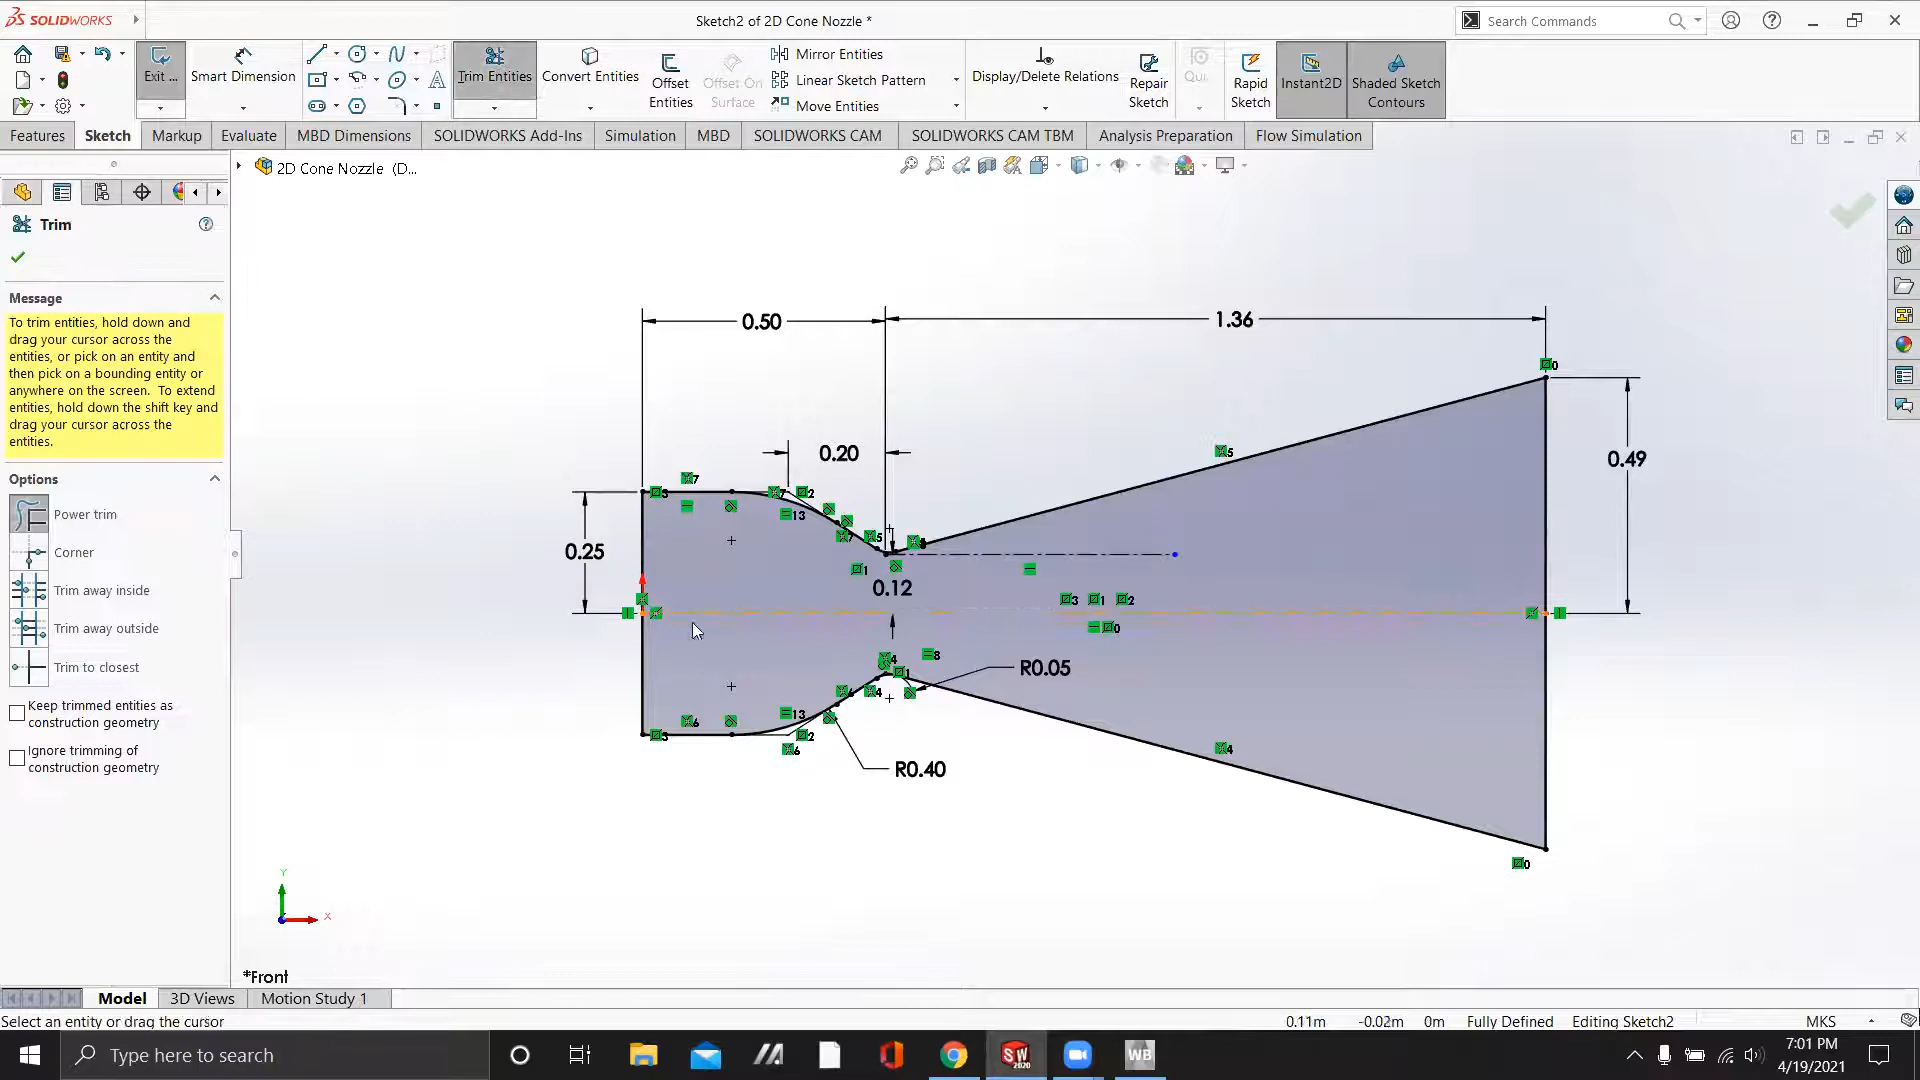 SOLIDWORKS
Sketch2 of 2D Cone Nozzle *
Search Commands
Exit ...
Smart Dimension
Trim Entities
Convert Entities
Offset Entities
Offset On Surface
Mirror Entities
Linear Sketch Pattern
Move Entities
Display/Delete Relations
Repair Sketch
Qui..
Rapid Sketch
Instant2D
Shaded Sketch Contours
Features
Sketch
Markup
Evaluate
MBD Dimensions
SOLIDWORKS Add-Ins
Simulation
MBD
SOLIDWORKS CAM
SOLIDWORKS CAM TBM
Analysis Preparation
Flow Simulation
2D Cone Nozzle (D...
Trim
Message
To trim entities, hold down and
drag your cursor across the
entities, or pick on an entity and
then pick on a bounding entity or
anywhere on the screen. To extend
entities, hold down the shift key and
drag your cursor across the
entities.
Options
Power trim
Corner
Trim away inside
Trim away outside
Trim to closest
Keep trimmed entities as
construction geometry
Ignore trimming of
construction geometry
0.50
1.36
0.20
0.49
0.25
0.12
R0.05
R0.40
Y
X
*Front
Model
3D Views
Motion Study 1
Select an entity or drag the cursor
0.11m
-0.02m
0m
Fully Defined
Editing Sketch2
MKS
Type here to search
SW
2020
WB
7:01 PM
4/19/2021